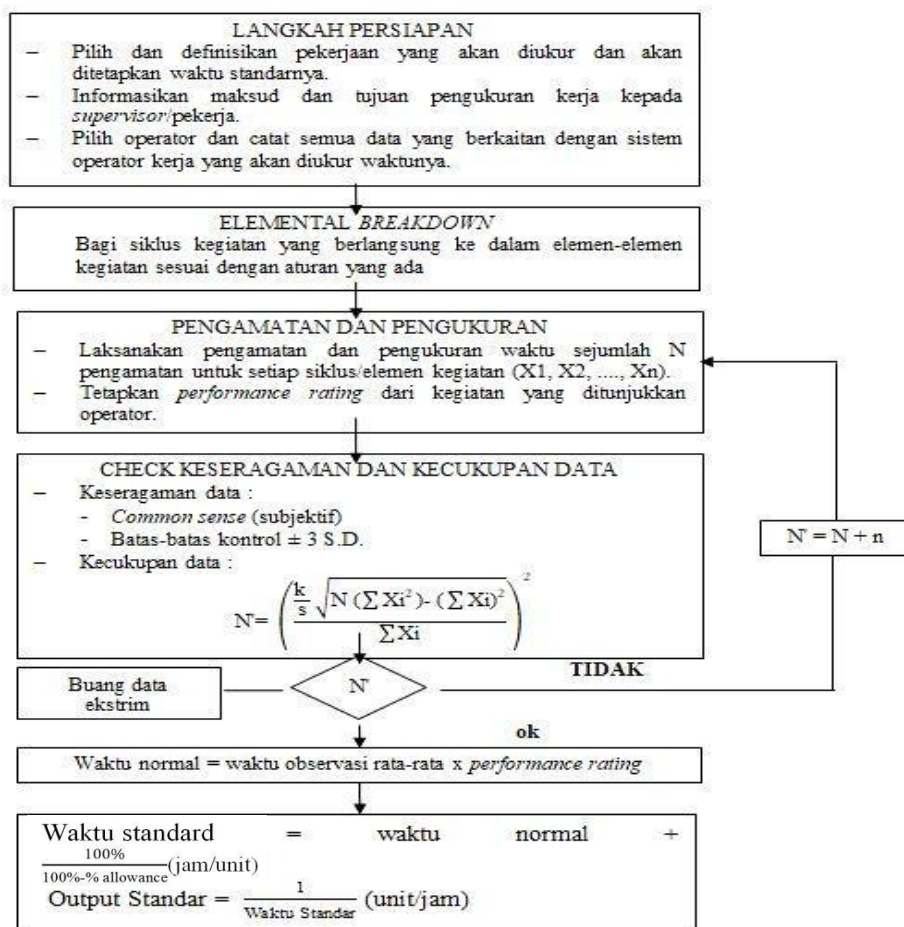 LANGKAH PERSIAPAN
– Pilih dan definisikan pekerjaan yang akan diukur dan akan
ditetapkan waktu standarnya.
– Informasikan maksud dan tujuan pengukuran kerja kepada
supervisor/pekerja.
– Pilih operator dan catat semua data yang berkaitan dengan sistem
operator kerja yang akan diukur waktunya.
ELEMENTAL BREAKDOWN
Bagi siklus kegiatan yang berlangsung ke dalam elemen-elemen
kegiatan sesuai dengan aturan yang ada
PENGAMATAN DAN PENGUKURAN
– Laksanakan pengamatan dan pengukuran waktu sejumlah N
pengamatan untuk setiap siklus/elemen kegiatan (X1, X2, ...., Xn).
– Tetapkan performance rating dari kegiatan yang ditunjukkan
operator.
CHECK KESERAGAMAN DAN KECUKUPAN DATA
– Keseragaman data :
- Common sense (subjektif)
- Batas-batas kontrol ± 3 S.D.
– Kecukupan data :
N'= ( k/s √(N (∑ Xi²)- (∑ Xi)²) / ∑ Xi )²
N' = N + n
Buang data
ekstrim
N'
TIDAK
ok
Waktu normal = waktu observasi rata-rata x performance rating
Waktu standard = waktu normal +
100% / 100%-% allowance (jam/unit)
Output Standar = 1 / Waktu Standar (unit/jam)